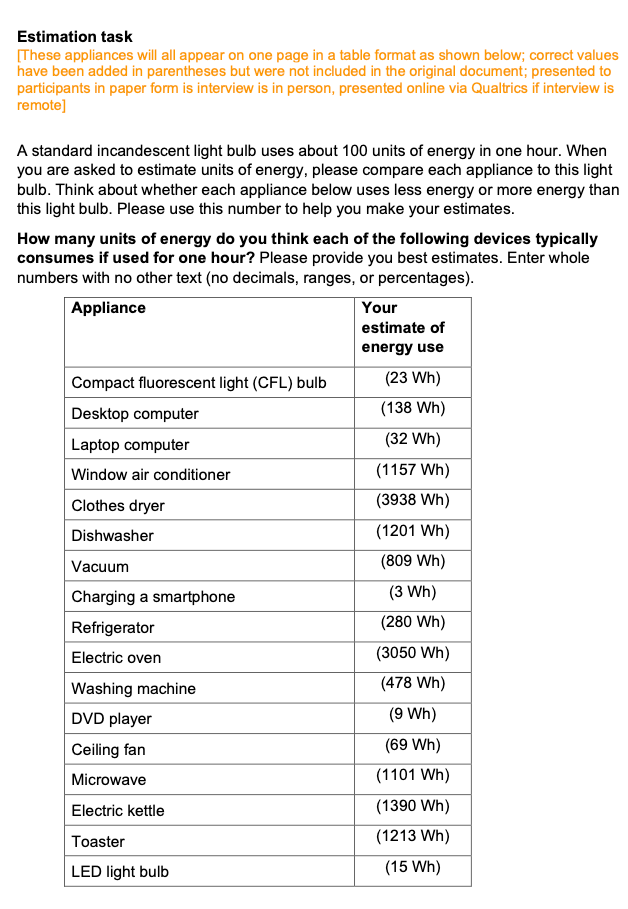 Estimation task
[These appliances will all appear on one page in a table format as shown below; correct values
have been added in parentheses but were not included in the original document; presented to
participants in paper form is interview is in person, presented online via Qualtrics if interview is
remote]
A standard incandescent light bulb uses about 100 units of energy in one hour. When
you are asked to estimate units of energy, please compare each appliance to this light
bulb. Think about whether each appliance below uses less energy or more energy than
this light bulb. Please use this number to help you make your estimates.
How many units of energy do you think each of the following devices typically
consumes if used for one hour? Please provide you best estimates. Enter whole
numbers with no other text (no decimals, ranges, or percentages).
Appliance Your
estimate of
energy use
Compact fluorescent light (CFL) bulb (23 Wh)
Desktop computer (138 Wh)
Laptop computer (32 Wh)
Window air conditioner (1157 Wh)
Clothes dryer (3938 Wh)
Dishwasher (1201 Wh)
Vacuum (809 Wh)
Charging a smartphone (3 Wh)
Refrigerator (280 Wh)
Electric oven (3050 Wh)
Washing machine (478 Wh)
DVD player (9 Wh)
Ceiling fan (69 Wh)
Microwave (1101 Wh)
Electric kettle (1390 Wh)
Toaster (1213 Wh)
LED light bulb (15 Wh)